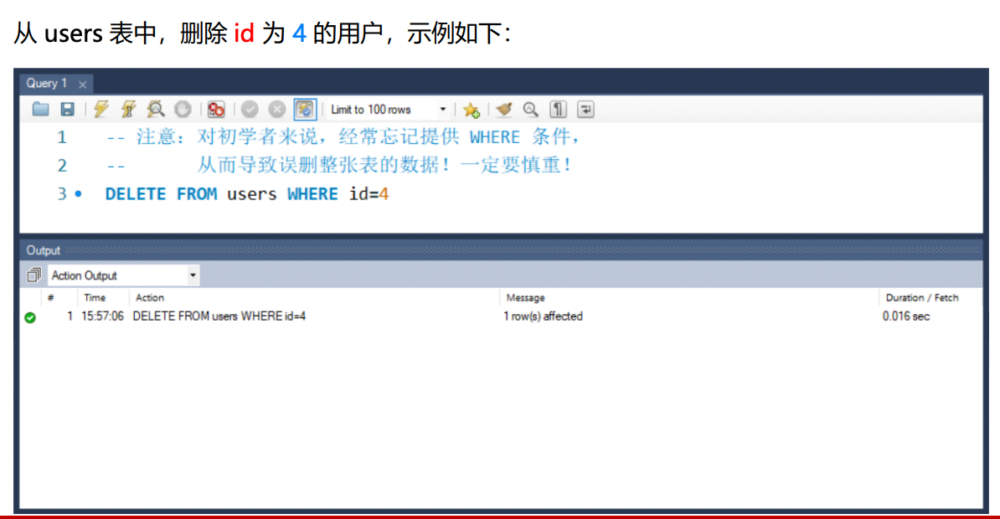 从 users 表中，删除 id 为 4 的用户，示例如下：
Query 1
Limit to 100 rows
1 -- 注意：对初学者来说，经常忘记提供 WHERE 条件，
2 -- 从而导致误删整张表的数据！一定要慎重！
3 DELETE FROM users WHERE id=4
Output
Action Output
# Time Action Message Duration / Fetch
1 15:57:06 DELETE FROM users WHERE id=4 1 row(s) affected 0.016 sec